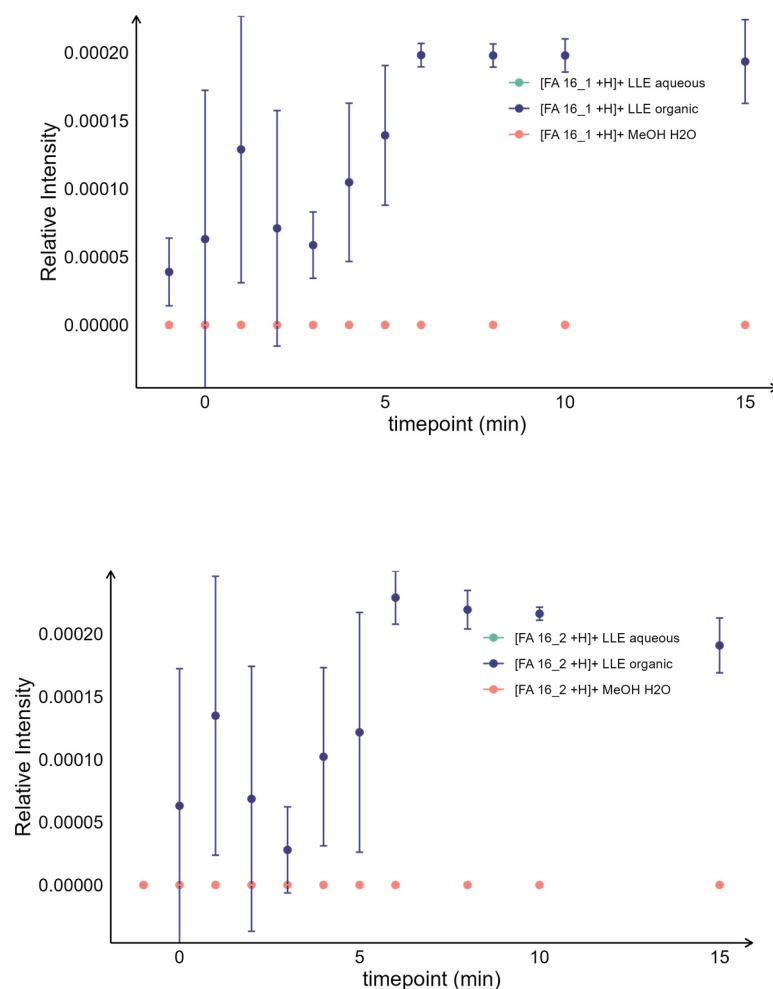 0.00020
0.00015
0.00010
0.00005
0.00000
Relative Intensity
[FA 16_1 +H]+ LLE aqueous
[FA 16_1 +H]+ LLE organic
[FA 16_1 +H]+ MeOH H2O
0 5 10 15
timepoint (min)
0.00020
0.00015
0.00010
0.00005
0.00000
Relative Intensity
[FA 16_2 +H]+ LLE aqueous
[FA 16_2 +H]+ LLE organic
[FA 16_2 +H]+ MeOH H2O
0 5 10 15
timepoint (min)